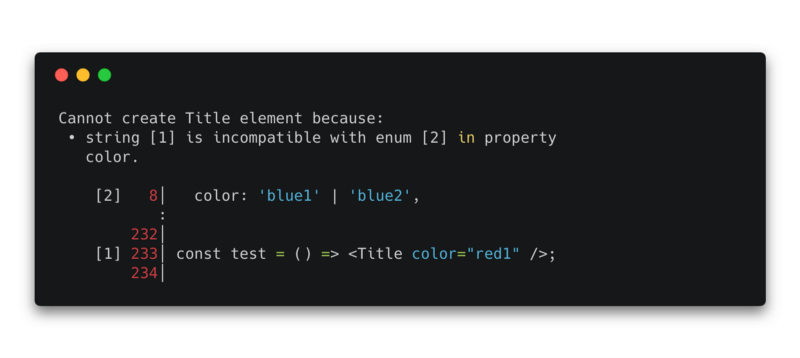 Cannot create Title element because:
• string [1] is incompatible with enum [2] in property
color.
[2] 8| color: 'blue1' | 'blue2',
:
232|
[1] 233| const test = () => <Title color="red1" />;
234|